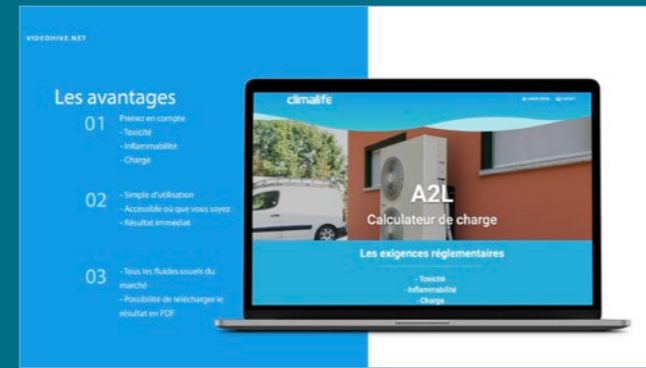 VIDEOHIVE.NET
Les avantages
01
Prenez en compte
- Toxicité
- Inflammabilité
- Charge
02
- Simple d'utilisation
- Accessible où que vous soyez
- Résultat immédiat
03
- Tous les fluides usuels du
marché
- Possibilité de télécharger le
résultat en PDF
climalife
A2L
Calculateur de charge
Les exigences réglementaires
- Toxicité
- Inflammabilité
- Charge